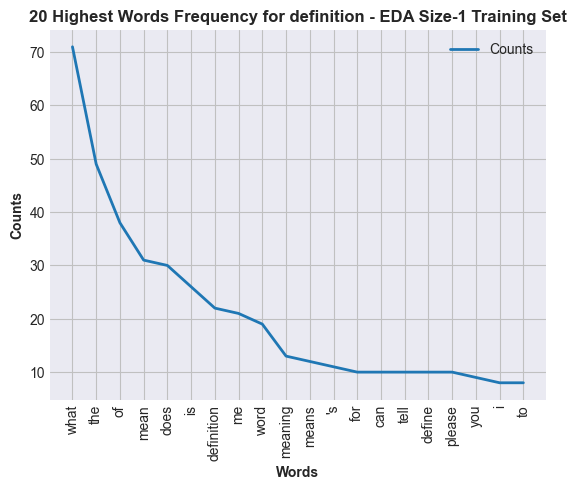 20 Highest Words Frequency for definition - EDA Size-1 Training Set
Counts
Counts
70
60
50
40
30
20
10
what
the
of
mean
does
is
definition
me
word
meaning
means
's
for
can
tell
define
please
you
i
to
Words